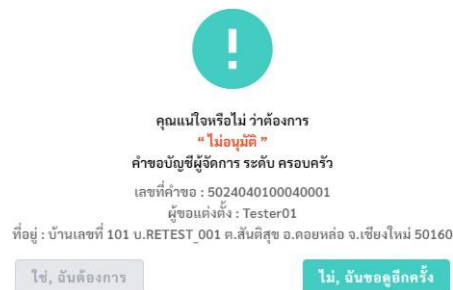 !
คุณแน่ใจหรือไม่ ว่าต้องการ
“ ไม่อนุมัติ ”
คำขอบัญชีผู้จัดการ ระดับ ครอบครัว
เลขที่คำขอ : 5024040100040001
ผู้ขอแต่งตั้ง : Tester01
ที่อยู่ : บ้านเลขที่ 101 บ.RETEST_001 ต.สันติสุข อ.ดอยหล่อ จ.เชียงใหม่ 50160
ใช่, ฉันต้องการ
ไม่, ฉันขอดูอีกครั้ง